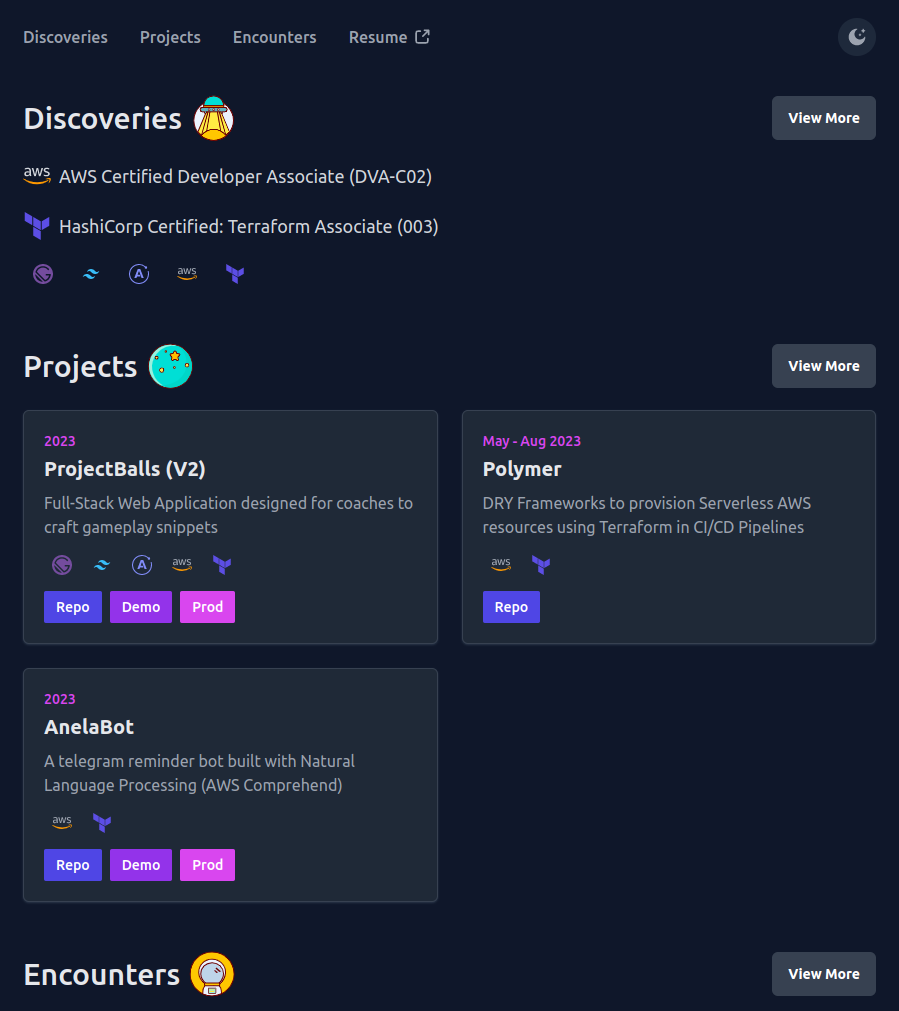 Discoveries Projects Encounters Resume
Discoveries View More
aws AWS Certified Developer Associate (DVA-C02)
HashiCorp Certified: Terraform Associate (003)
A aws
Projects View More
2023
ProjectBalls (V2)
Full-Stack Web Application designed for coaches to
craft gameplay snippets
A aws
Repo Demo Prod
May - Aug 2023
Polymer
DRY Frameworks to provision Serverless AWS
resources using Terraform in CI/CD Pipelines
aws
Repo
2023
AnelaBot
A telegram reminder bot built with Natural
Language Processing (AWS Comprehend)
aws
Repo Demo Prod
Encounters View More